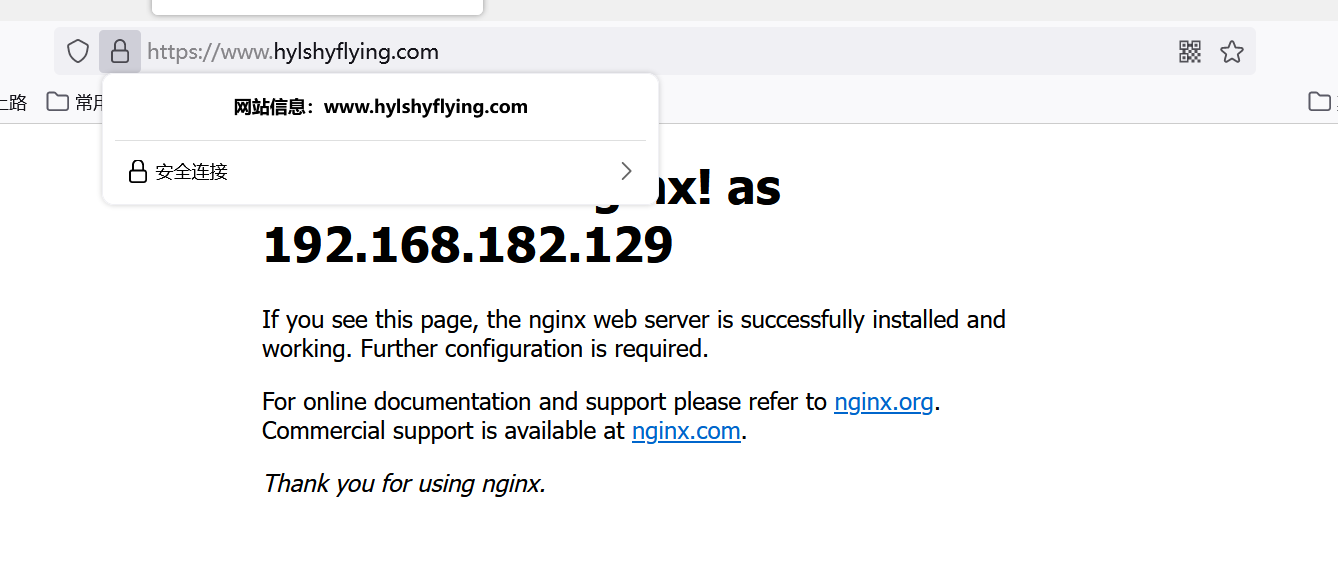 https://www.hylshyflying.com
上路 常用
网站信息：www.hylshyflying.com
安全连接
nginx! as
192.168.182.129
If you see this page, the nginx web server is successfully installed and
working. Further configuration is required.
For online documentation and support please refer to nginx.org.
Commercial support is available at nginx.com.
Thank you for using nginx.